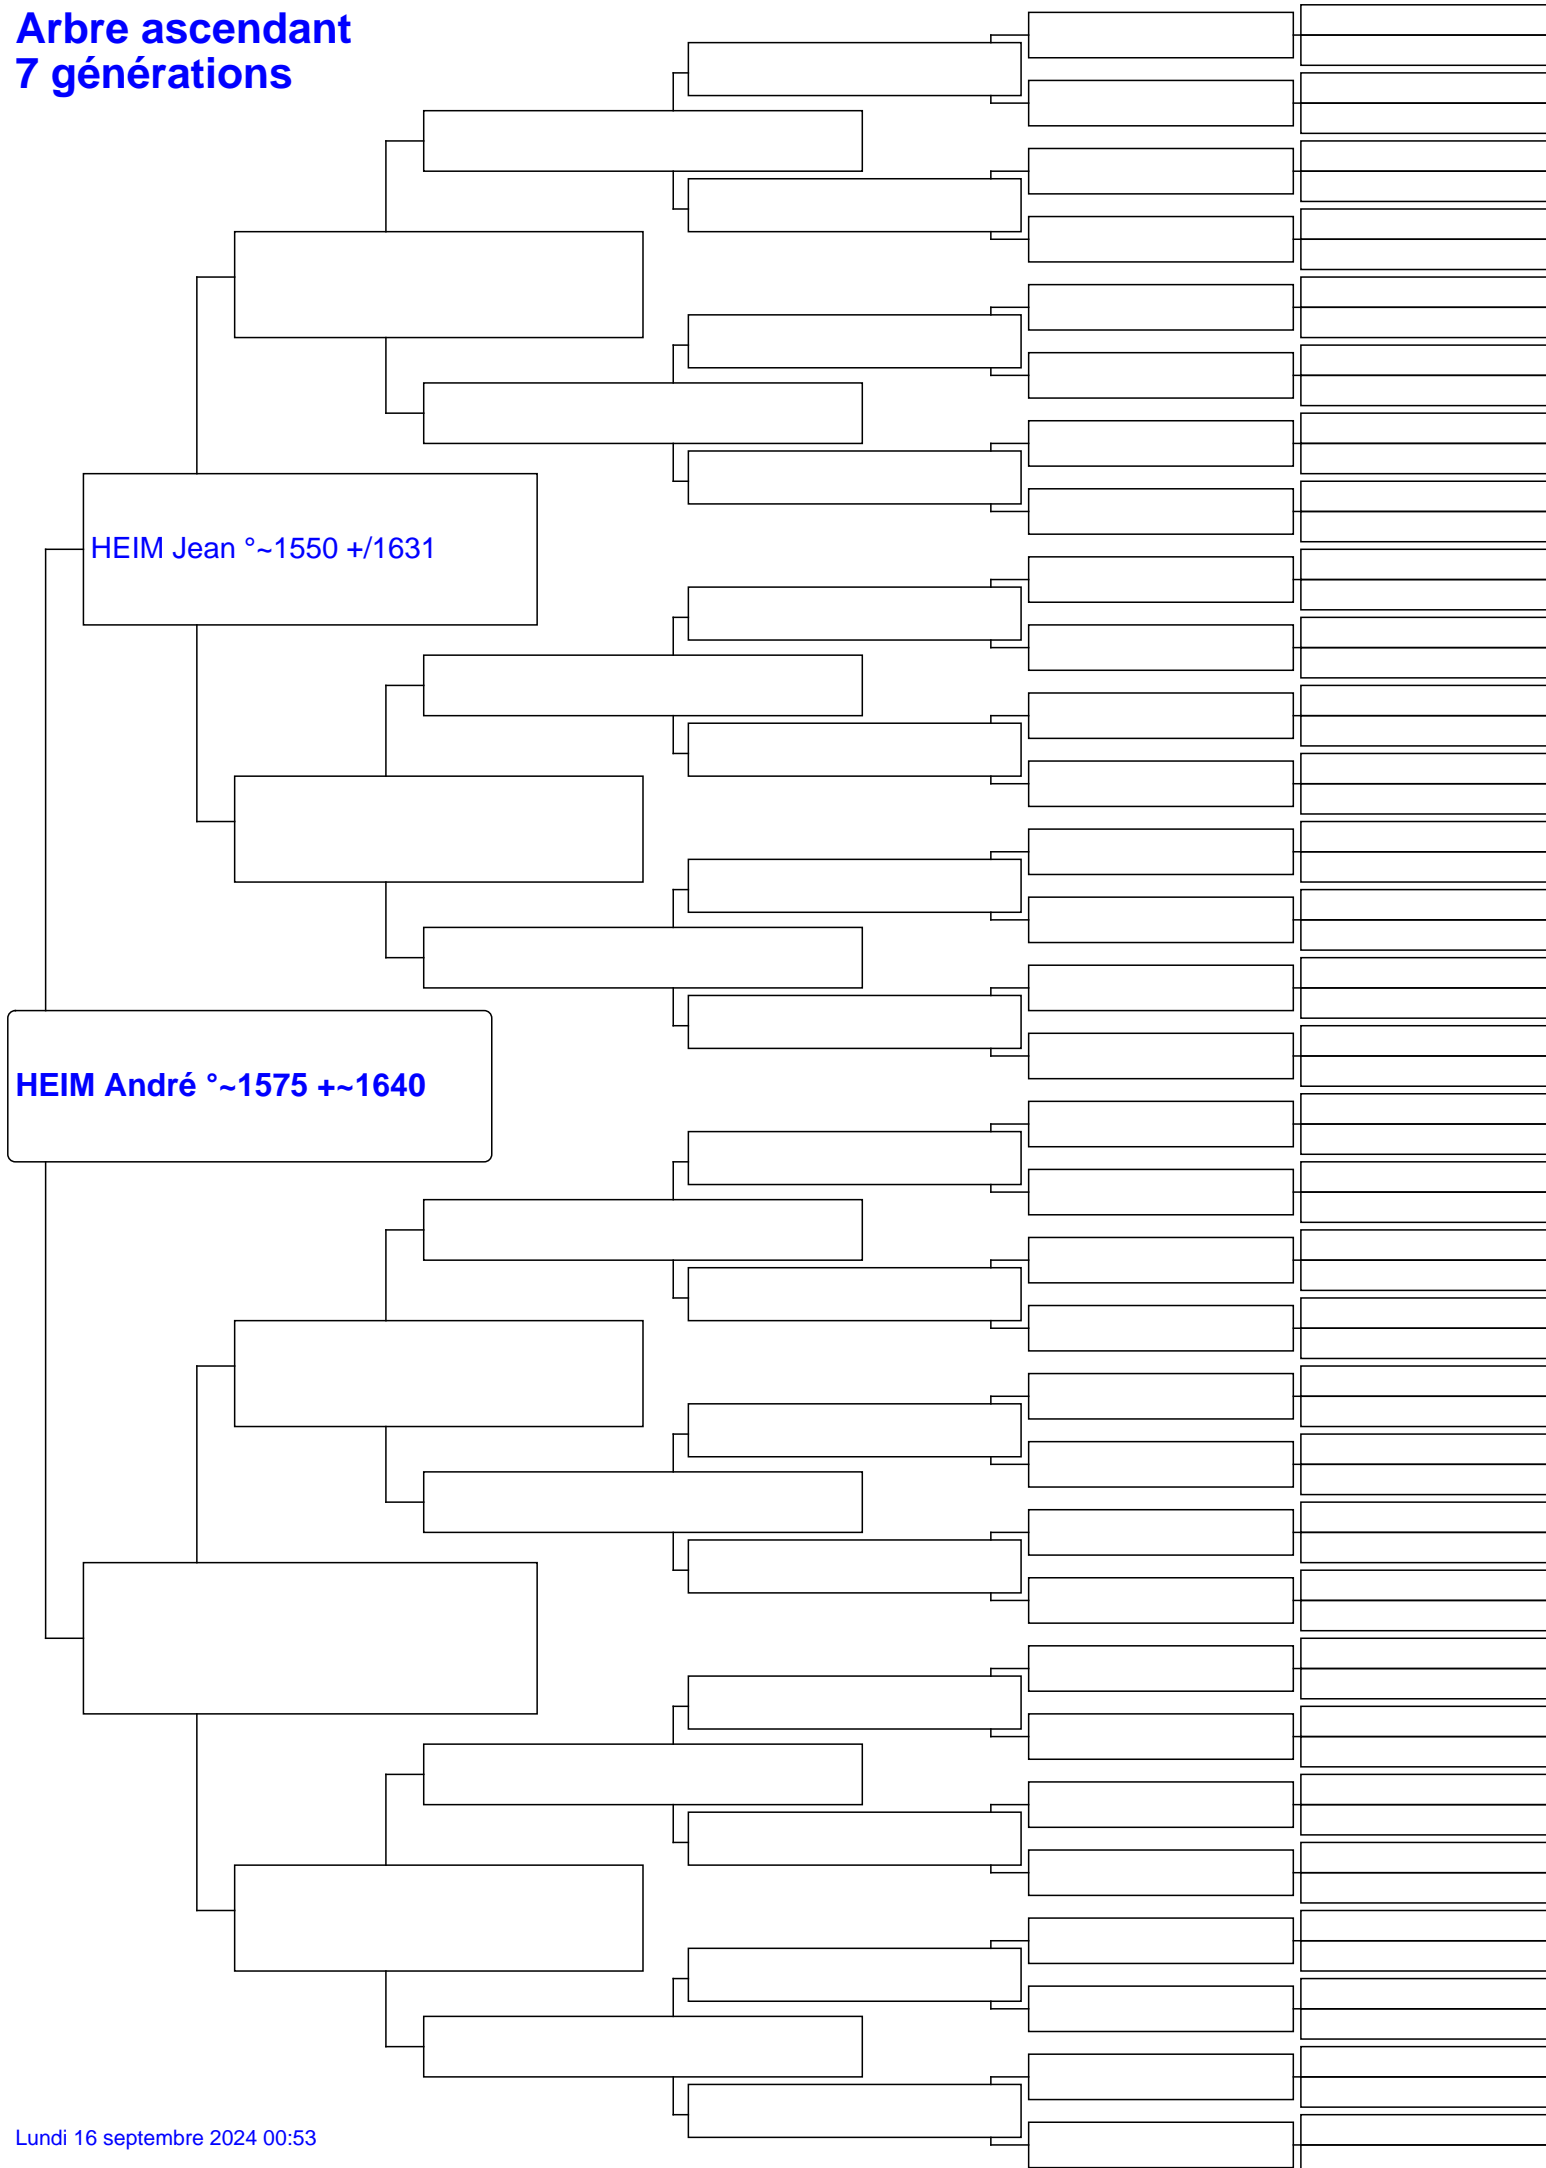 Arbre ascendant
7 générations
HEIM Jean °~1550 +/1631
HEIM André °~1575 +~1640
Lundi 16 septembre 2024 00:53